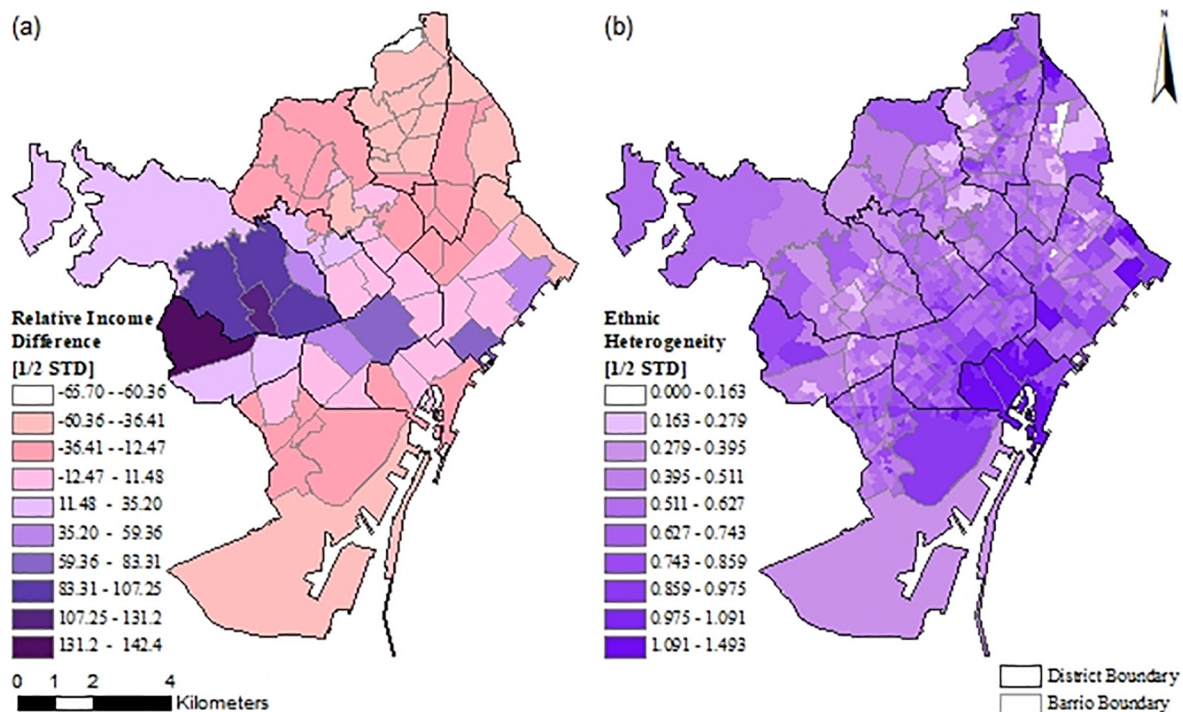 (a)
(b)
N
Relative Income
Difference
[1/2 STD]
-65.70 - -60.36
-60.36 - -36.41
-36.41 - -12.47
-12.47 - 11.48
11.48 - 35.20
35.20 - 59.36
59.36 - 83.31
83.31 - 107.25
107.25 - 131.2
131.2 - 142.4
0 1 2 4
Kilometers
Ethnic
Heterogeneity
[1/2 STD]
0.000 - 0.163
0.163 - 0.279
0.279 - 0.395
0.395 - 0.511
0.511 - 0.627
0.627 - 0.743
0.743 - 0.859
0.859 - 0.975
0.975 - 1.091
1.091 - 1.493
District Boundary
Barrio Boundary